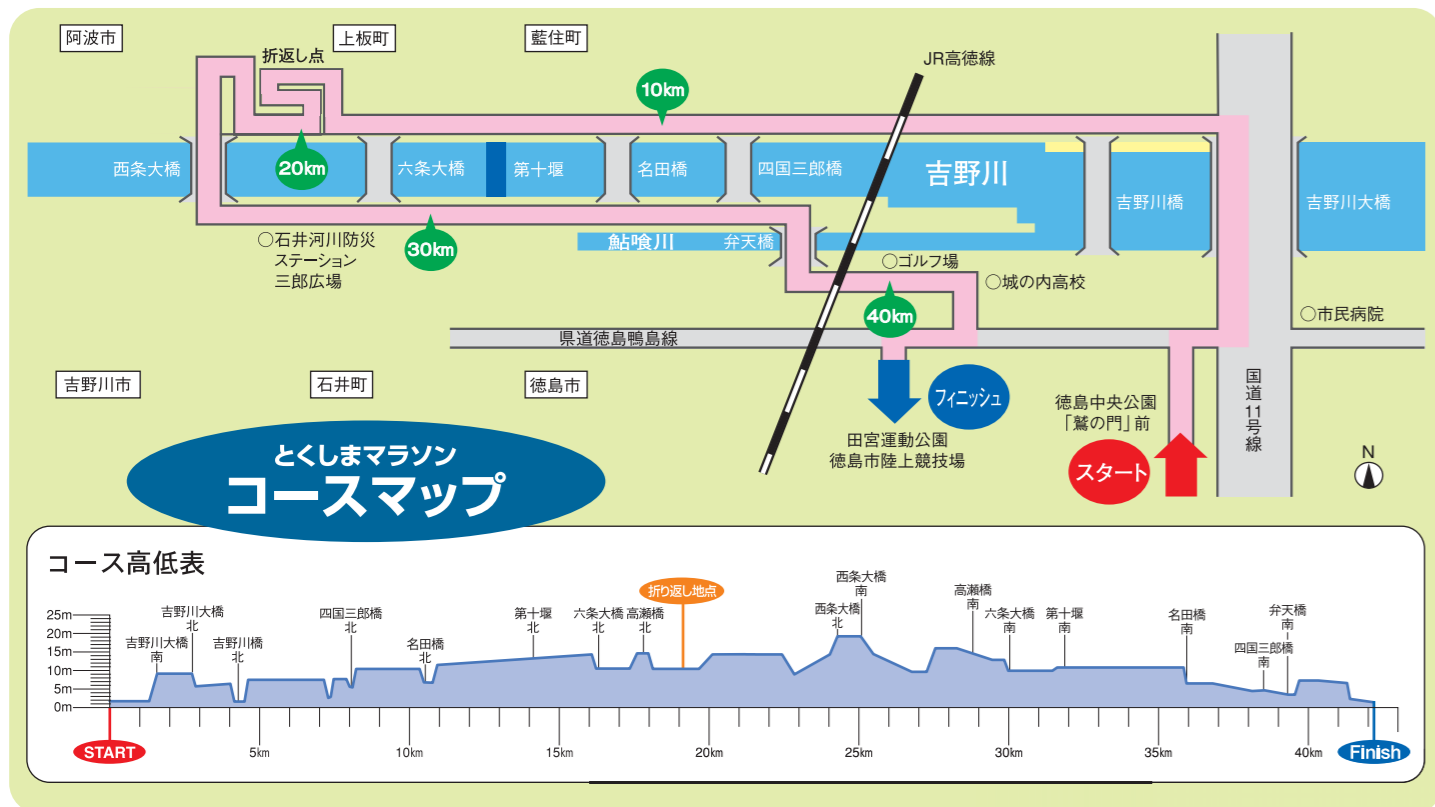 阿波市
上板町
藍住町
折返し点
JR高徳線
10km
西条大橋
20km
六条大橋
第十堰
名田橋
四国三郎橋
吉野川
吉野川橋
吉野川大橋
○石井河川防災
ステーション
三郎広場
30km
鮎喰川
弁天橋
○ゴルフ場
○城の内高校
40km
○市民病院
県道徳島鴨島線
吉野川市
石井町
徳島市
フィニッシュ
田宮運動公園
徳島市陸上競技場
徳島中央公園
「鷲の門」前
スタート
国道11号線
N
とくしまマラソン
コースマップ
コース高低表
25m
20m
15m
10m
5m
0m
吉野川大橋
南
吉野川大橋
北
吉野川橋
北
四国三郎橋
北
名田橋
北
第十堰
北
六条大橋
北
高瀬橋
北
折り返し地点
西条大橋
北
西条大橋
南
高瀬橋
南
六条大橋
南
第十堰
南
名田橋
南
四国三郎橋
南
弁天橋
南
START
5km
10km
15km
20km
25km
30km
35km
40km
Finish